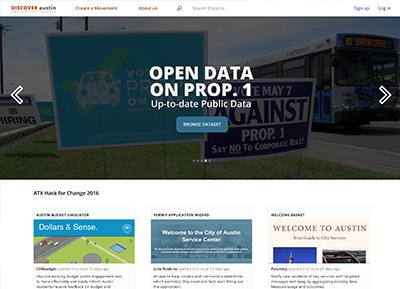 DISCOVER austin
Create a Movement
About us
Search Projects
Sign up
Log in
VO
PRO
ON P
IS
HIRING
VOTE MAY 7
AGAINST
PROP. 1
SAY NO TO CORPORATE RULE!
OPEN DATA
ON PROP. 1
Up-to-date Public Data
BROWSE DATASET
ATX Hack for Change 2016
AUSTIN BUDGET SIMULATOR
Dollars & Sense.
COAbudget opened this issue 13 days ago
Improve existing budget public engagement tool
to more effectively and easily inform Austin
residents/receive feedback on budget and
PERMIT APPLICATION WIZARD
Welcome to the City of Austin
Service Center
Julie Robbins opened this issue 13 days ago
An app to help citizens and contractors determine
which permit(s) they need and help start filling out
the application.
WELCOME BASKET
WELCOME TO AUSTIN
Your Guide to City Services
opened this issue 21 days ago
Notify new residents of key services with targeted
messages and swag by aggregating existing data.
Measure usage and outcomes.